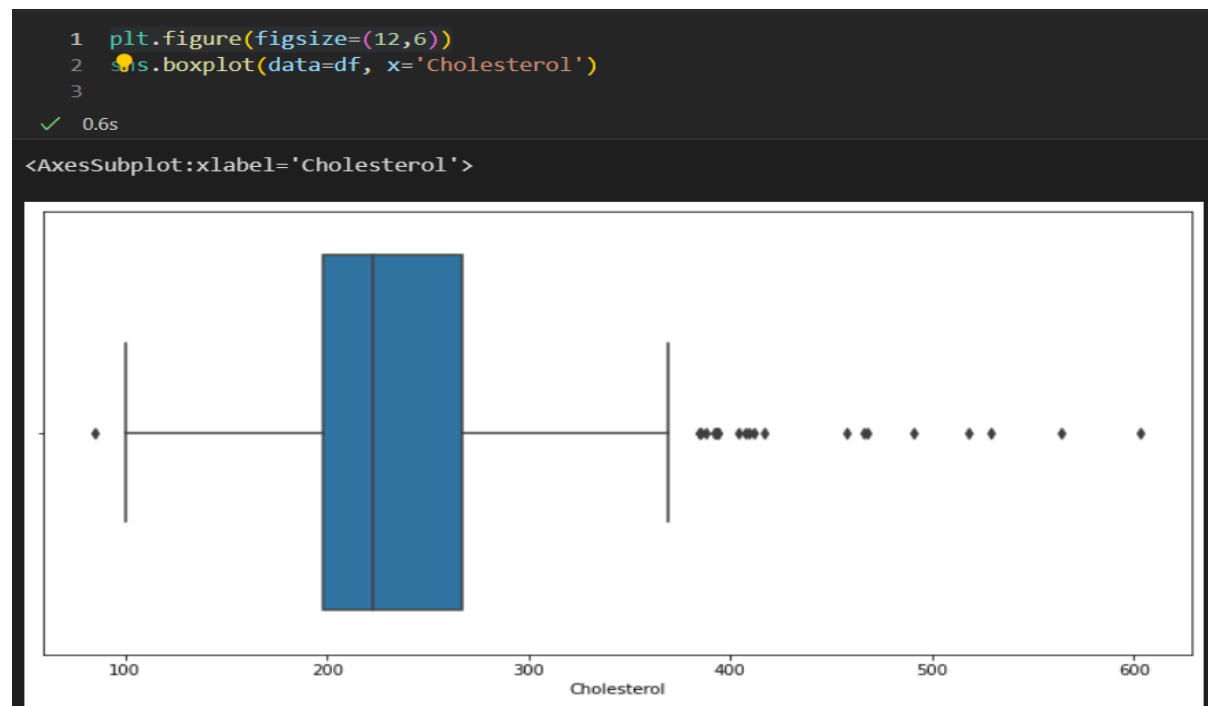 1 plt.figure(figsize=(12,6))
2 sns.boxplot(data=df, x='Cholesterol')
3
0.6s
<AxesSubplot:xlabel='Cholesterol'>
100 200 300 400 500 600
Cholesterol